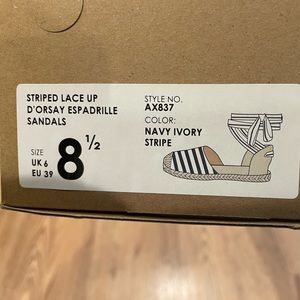 STRIPED LACE UP
D'ORSAY ESPADRILLE
SANDALS
STYLE NO.
AX837
COLOR:
NAVY IVORY
STRIPE
SIZE
UK 6
EU 39
8 1/2